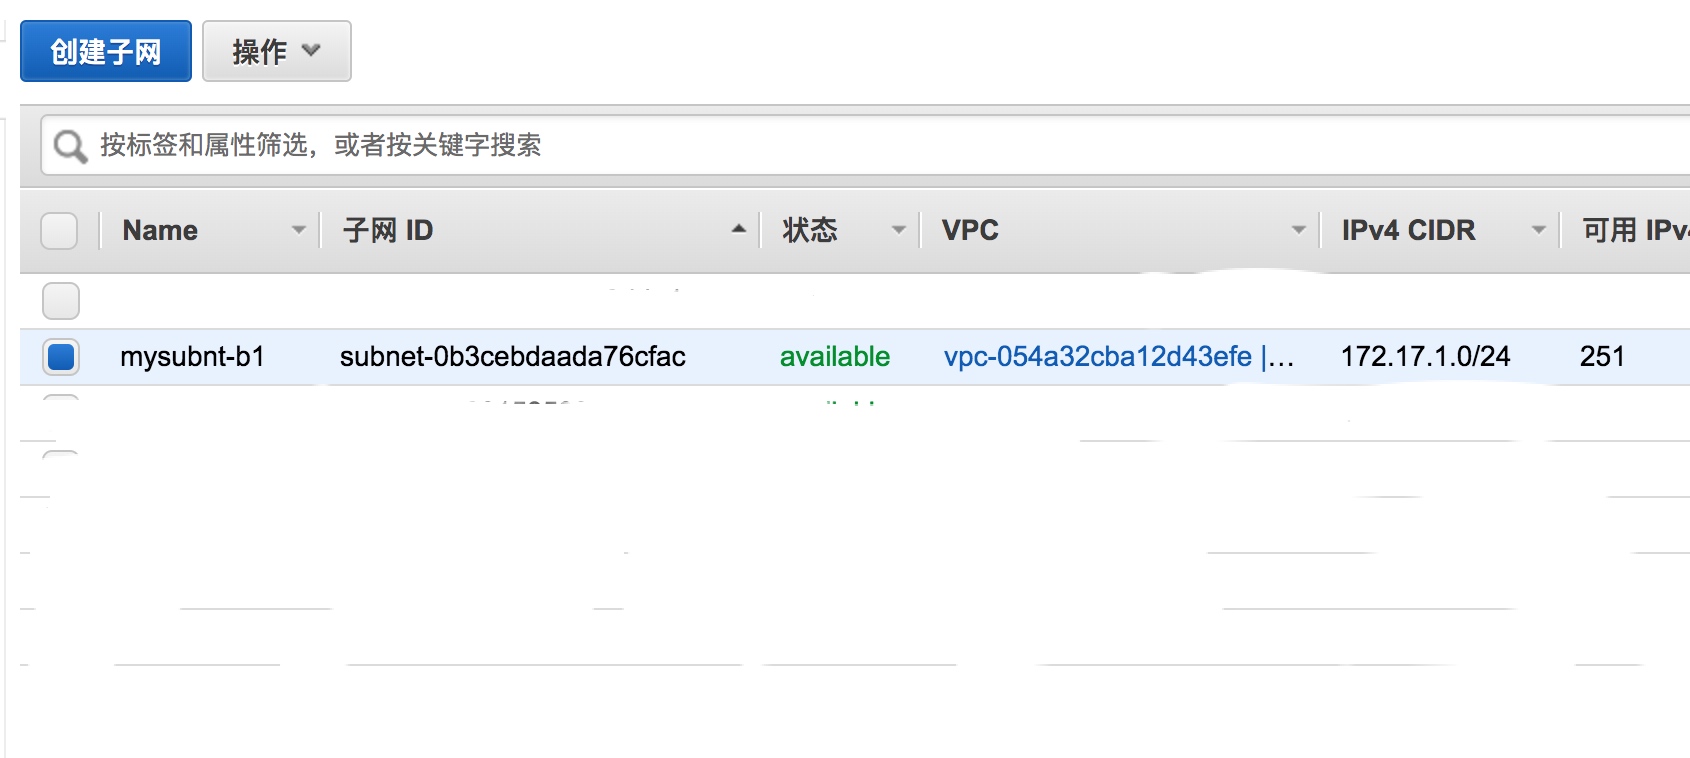 创建子网 操作
按标签和属性筛选，或者按关键字搜索
Name 子网 ID 状态 VPC IPv4 CIDR 可用
mysubnt-b1 subnet-0b3cebdaada76cfac available vpc-054a32cba12d43efe |... 172.17.1.0/24 251